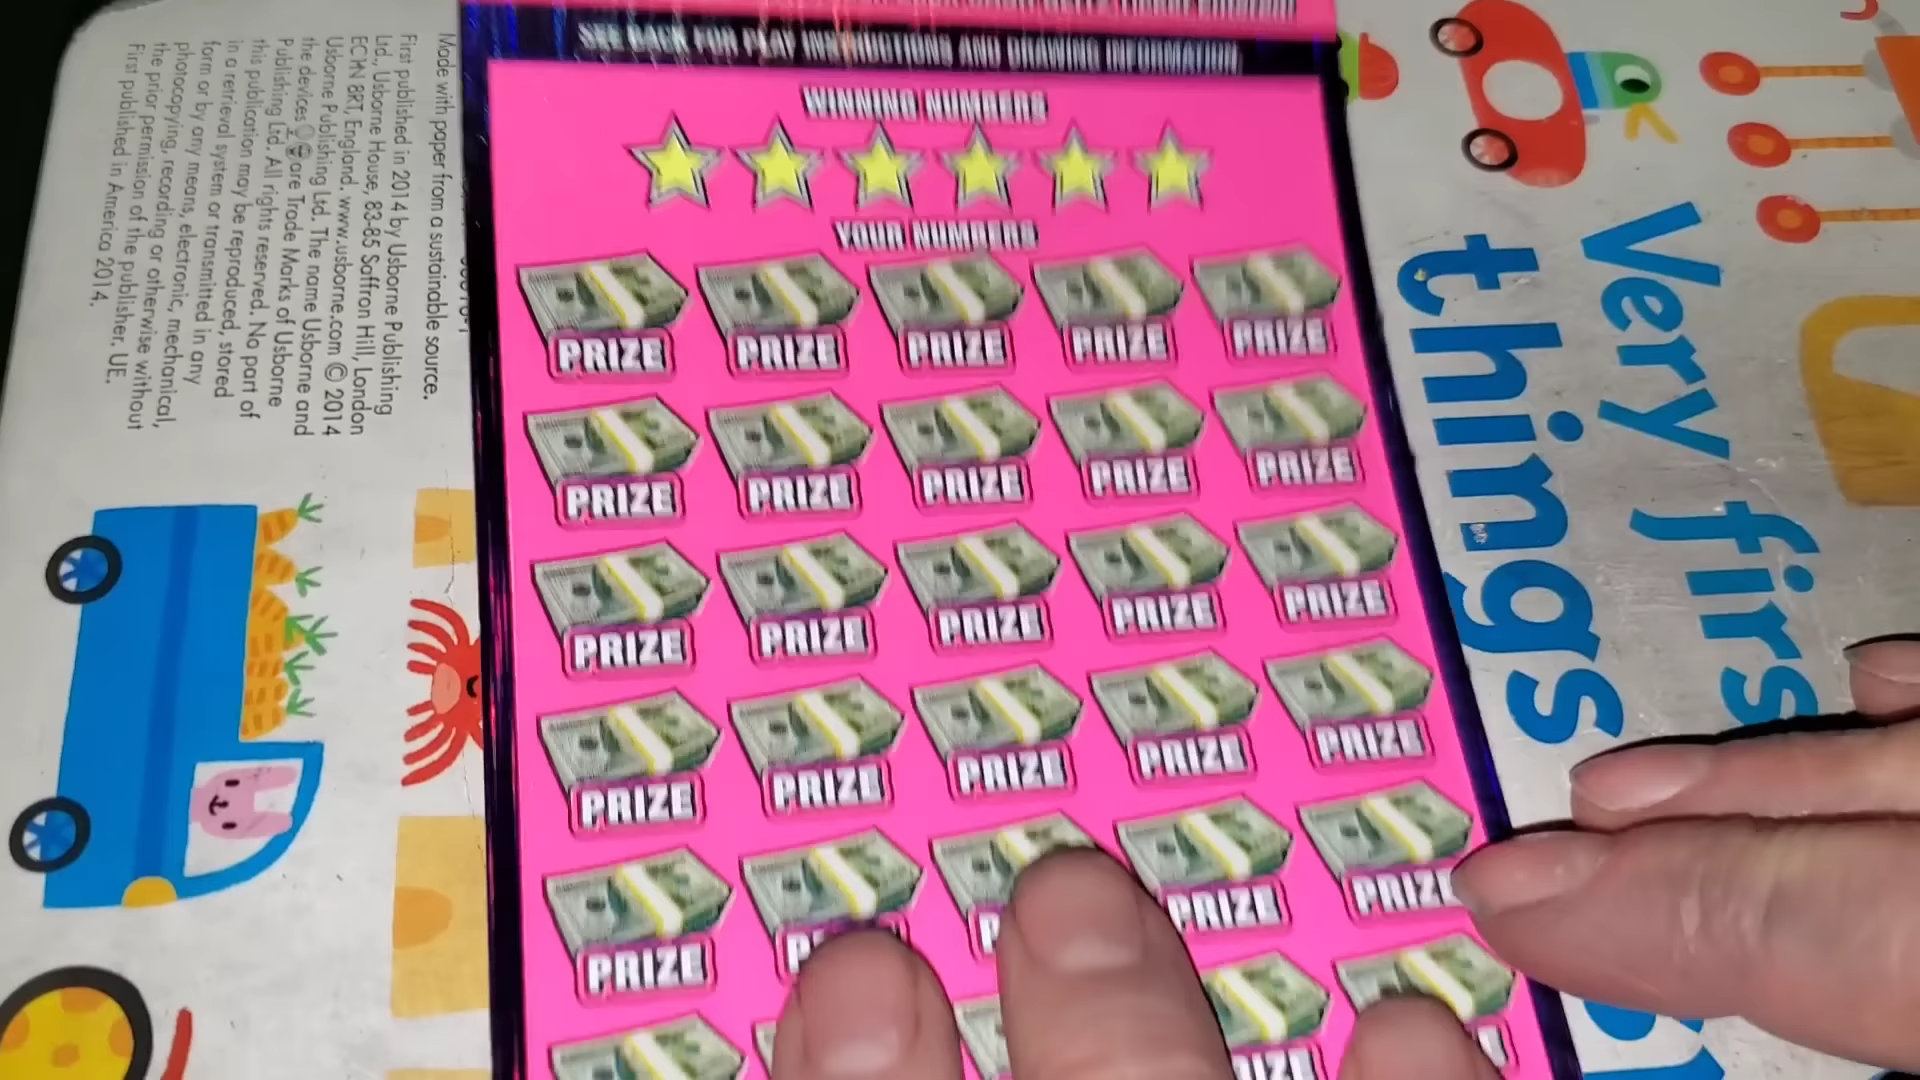 Made with paper from a sustainable source.
First published in 2014 by Usborne Publishing
Ltd., Usborne House, 83-85 Saffron Hill, London
EC1N 8RT, England. www.usborne.com © 2014
Usborne Publishing Ltd. The name Usborne and
the devices are Trade Marks of Usborne
Publishing Ltd. All rights reserved. No part of
this publication may be reproduced, stored
in a retrieval system or transmitted in any
form or by any means, electronic, mechanical,
photocopying, recording or otherwise without
the prior permission of the publisher. UE.
First published in America 2014.
SEE BACK FOR PLAY INSTRUCTIONS AND DRAWING INFORMATION
WINNING NUMBERS
YOUR NUMBERS
PRIZE PRIZE PRIZE PRIZE PRIZE
PRIZE PRIZE PRIZE PRIZE PRIZE
PRIZE PRIZE PRIZE PRIZE PRIZE
PRIZE PRIZE PRIZE PRIZE PRIZE
PRIZE PRIZE PRIZE
Very first
things